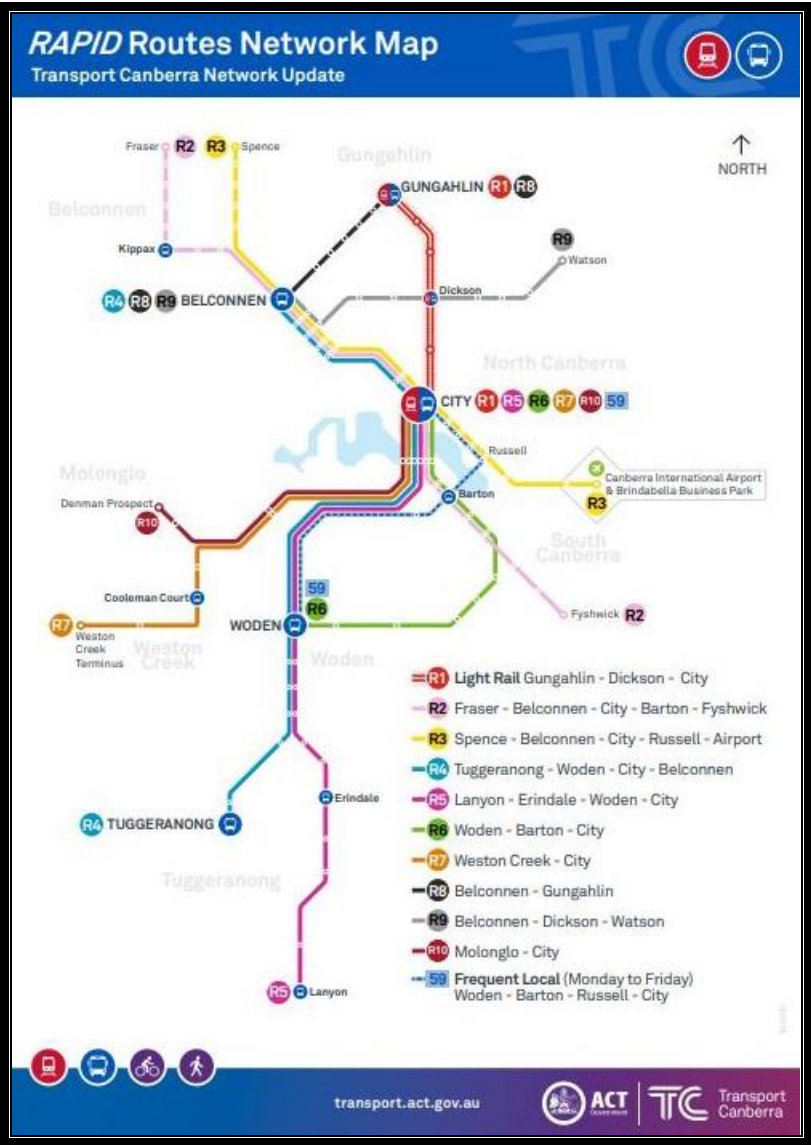 RAPID Routes Network Map
Transport Canberra Network Update
NORTH
Fraser R2 R3 Spence
Gungahlin
GUNGAHLIN R1 R8
Belconnen
Kippax
R9
Watson
R4 R8 R9 BELCONNEN
Dickson
North Canberra
CITY R1 R5 R6 R7 R10 59
Russell
Molonglo
Canberra International Airport
& Brindabella Business Park
R3
Denman Prospect
R10
Barton
South
Canberra
Cooleman Court
59
R6
R7
Weston
Creek
Terminus
Weston
Creek
WODEN
Woden
Fyshwick R2
R1 Light Rail Gungahlin - Dickson - City
R2 Fraser - Belconnen - City - Barton - Fyshwick
R3 Spence - Belconnen - City - Russell - Airport
R4 Tuggeranong - Woden - City - Belconnen
R5 Lanyon - Erindale - Woden - City
R6 Woden - Barton - City
R7 Weston Creek - City
R8 Belconnen - Gungahlin
R9 Belconnen - Dickson - Watson
R10 Molonglo - City
59 Frequent Local (Monday to Friday)
Woden - Barton - Russell - City
Erindale
R4 TUGGERANONG
Tuggeranong
R5 Lanyon
transport.act.gov.au
ACT
Government
TC
Transport
Canberra